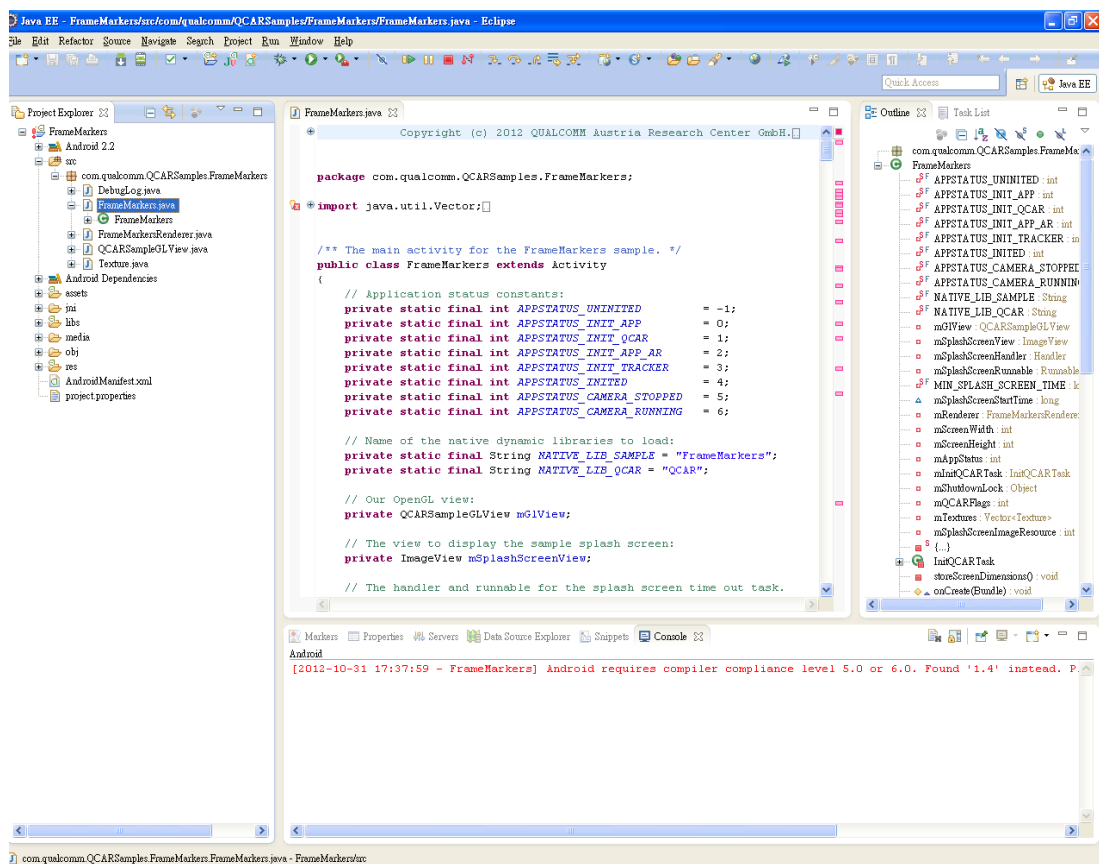 Java EE - FrameMarkers/src/com/qualcomm/QCARSamples/FrameMarkers/FrameMarkers.java - Eclipse
File Edit Refactor Source Navigate Search Project Run Window Help
Quick Access
Java EE
Project Explorer
FrameMarkers
Android 2.2
src
com.qualcomm.QCARSamples.FrameMarkers
DebugLog.java
FrameMarkers.java
FrameMarkers
FrameMarkersRenderer.java
QCARSampleGLView.java
Texture.java
Android Dependencies
assets
jni
libs
media
obj
res
AndroidManifest.xml
project.properties
FrameMarkers.java
Copyright (c) 2012 QUALCOMM Austria Research Center GmbH.
package com.qualcomm.QCARSamples.FrameMarkers;
import java.util.Vector;
/** The main activity for the FrameMarkers sample. */
public class FrameMarkers extends Activity
{
// Application status constants:
private static final int APPSTATUS_UNINITED = -1;
private static final int APPSTATUS_INIT_APP = 0;
private static final int APPSTATUS_INIT_QCAR = 1;
private static final int APPSTATUS_INIT_APP_AR = 2;
private static final int APPSTATUS_INIT_TRACKER = 3;
private static final int APPSTATUS_INITED = 4;
private static final int APPSTATUS_CAMERA_STOPPED = 5;
private static final int APPSTATUS_CAMERA_RUNNING = 6;
// Name of the native dynamic libraries to load:
private static final String NATIVE_LIB_SAMPLE = "FrameMarkers";
private static final String NATIVE_LIB_QCAR = "QCAR";
// Our OpenGL view:
private QCARSampleGLView mGlView;
// The view to display the sample splash screen:
private ImageView mSplashScreenView;
// The handler and runnable for the splash screen time out task.
Outline Task List
com.qualcomm.QCARSamples.FrameMar
FrameMarkers
APPSTATUS_UNINITED : int
APPSTATUS_INIT_APP : int
APPSTATUS_INIT_QCAR : int
APPSTATUS_INIT_APP_AR : int
APPSTATUS_INIT_TRACKER : in
APPSTATUS_INITED : int
APPSTATUS_CAMERA_STOPPED
APPSTATUS_CAMERA_RUNNIN
NATIVE_LIB_SAMPLE : String
NATIVE_LIB_QCAR : String
mGlView : QCARSampleGLView
mSplashScreenView : ImageView
mSplashScreenHandler : Handler
mSplashScreenRunnable : Runnable
MIN_SPLASH_SCREEN_TIME : lo
mSplashScreenStartTime : long
mRenderer : FrameMarkersRendere
mScreenWidth : int
mScreenHeight : int
mAppStatus : int
mInitQCARTask : InitQCARTask
mShutdownLock : Object
mQCARFlags : int
mTextures : Vector<Texture>
mSplashScreenImageResource : int
{...}
InitQCARTask
storeScreenDimensions() : void
onCreate(Bundle) : void
Markers Properties Servers Data Source Explorer Snippets Console
Android
[2012-10-31 17:37:59 - FrameMarkers] Android requires compiler compliance level 5.0 or 6.0. Found '1.4' instead. P
com.qualcomm.QCARSamples.FrameMarkers.FrameMarkers.java - FrameMarkers/src